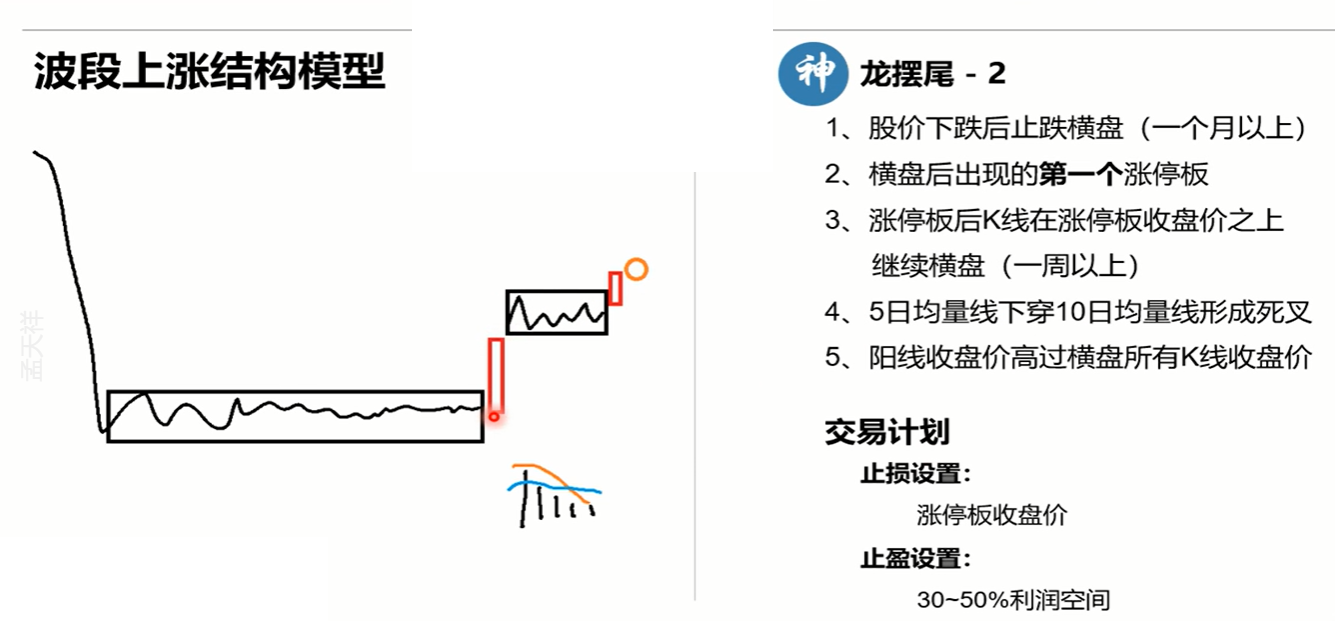 波段上涨结构模型
孟天祥
神 龙摆尾 - 2
1、股价下跌后止跌横盘（一个月以上）
2、横盘后出现的第一个涨停板
3、涨停板后K线在涨停板收盘价之上
继续横盘（一周以上）
4、5日均量线下穿10日均量线形成死叉
5、阳线收盘价高过横盘所有K线收盘价
交易计划
止损设置：
涨停板收盘价
止盈设置：
30~50%利润空间